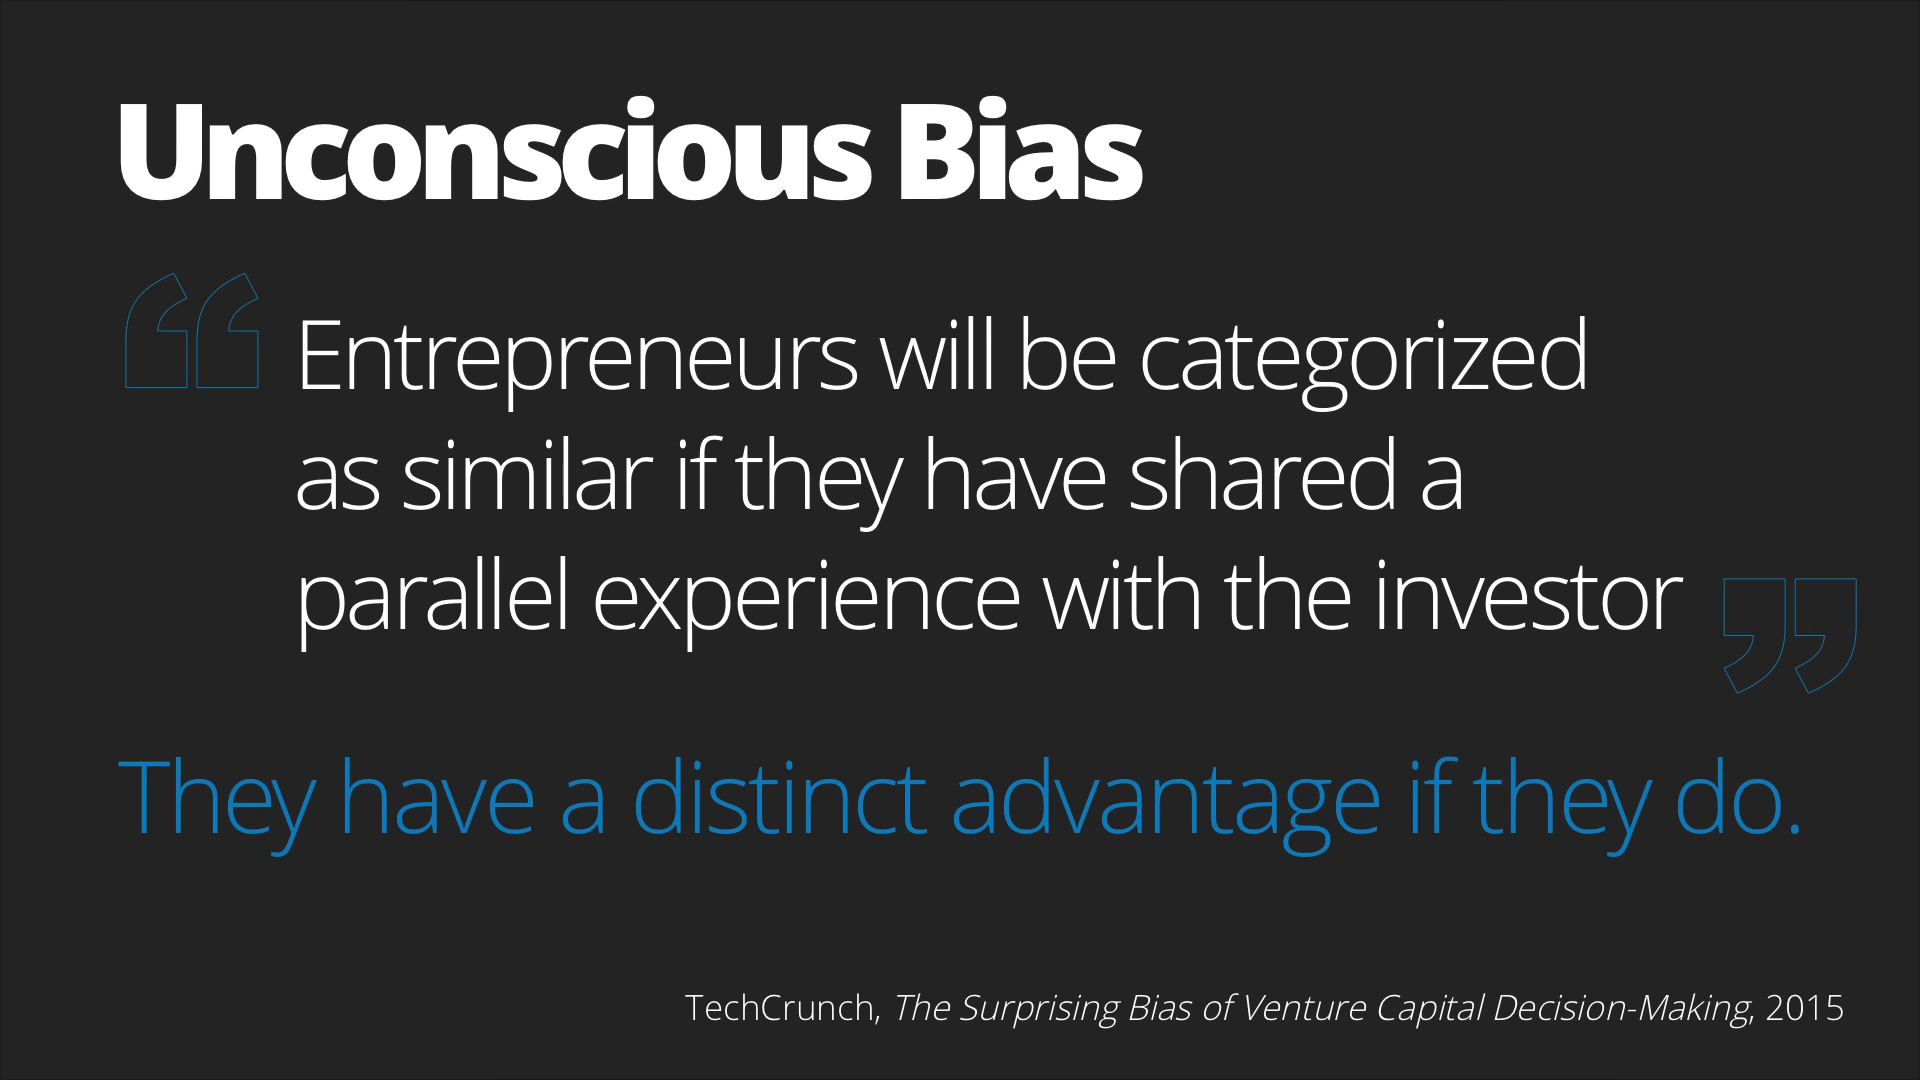 Unconscious Bias
“Entrepreneurs will be categorized
as similar if they have shared a
parallel experience with the investor”
They have a distinct advantage if they do.
TechCrunch, The Surprising Bias of Venture Capital Decision-Making, 2015